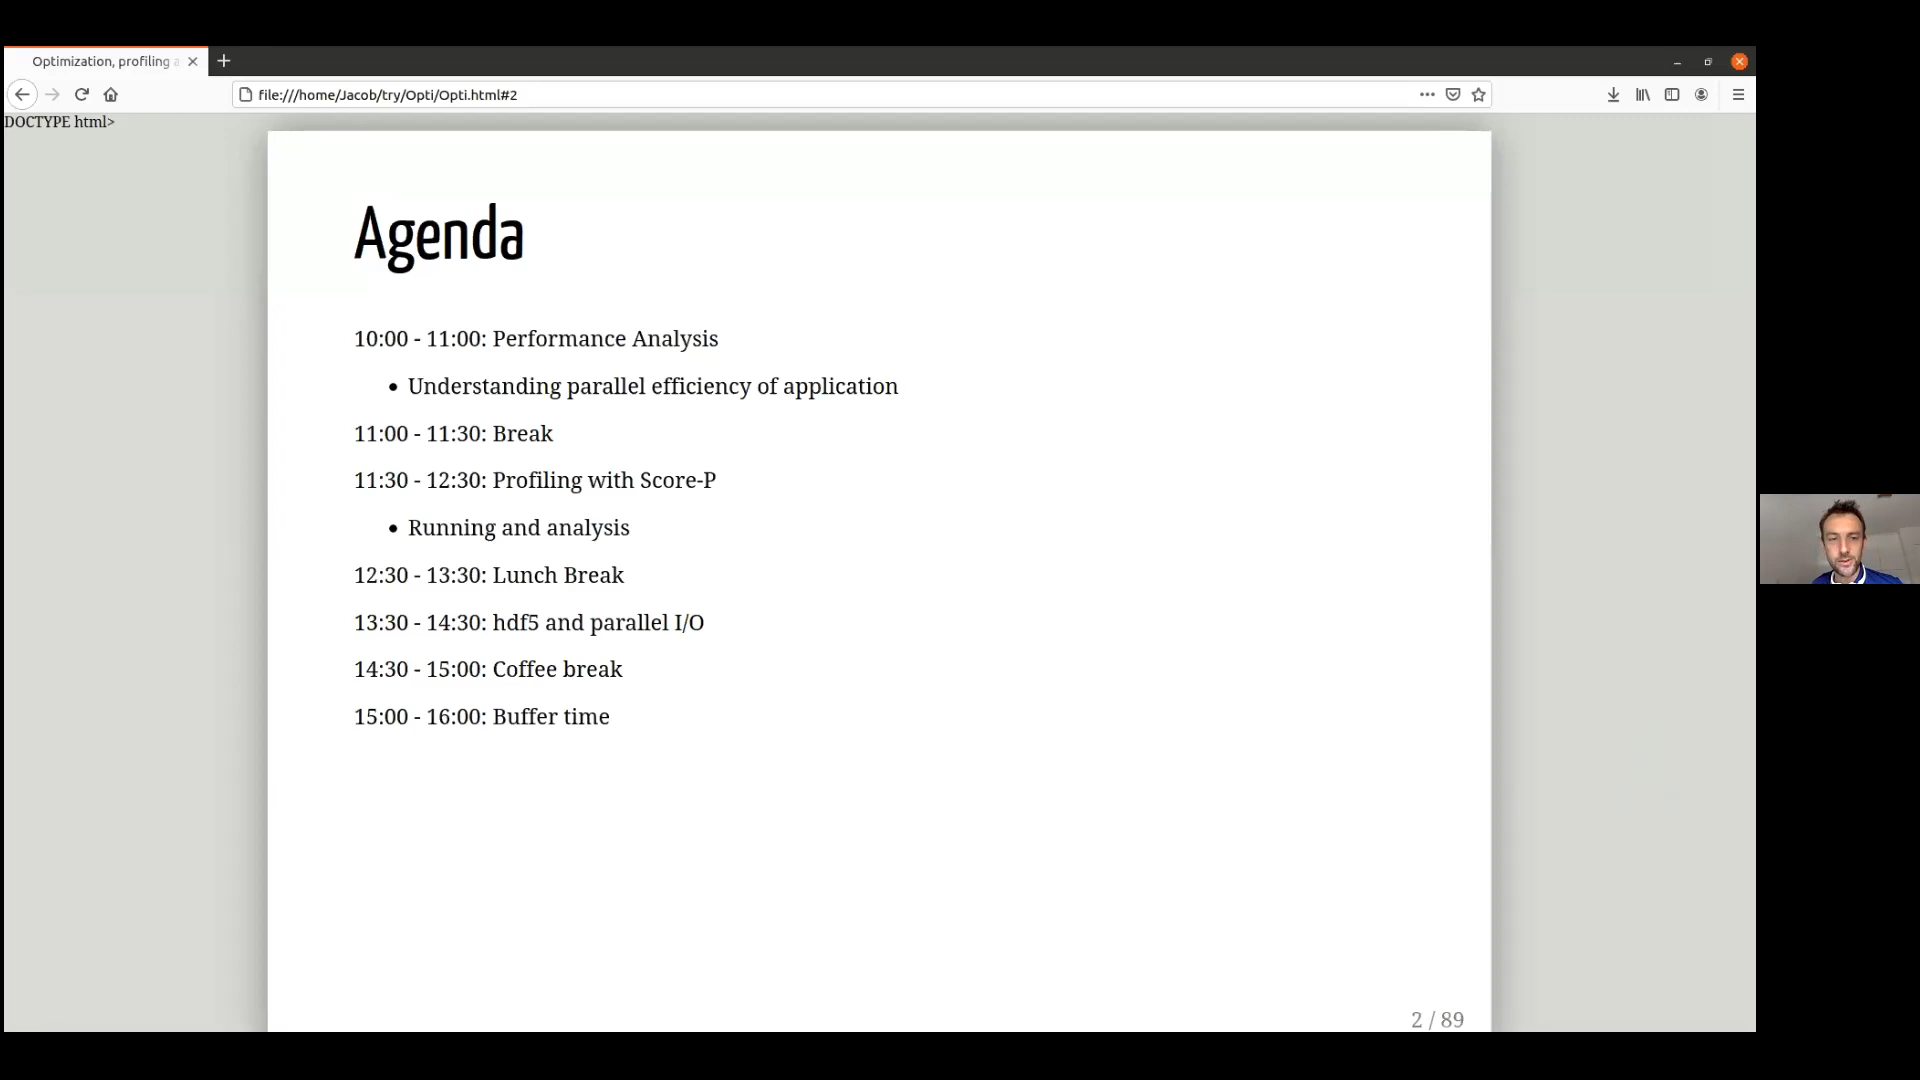 Optimization, profiling a
file:///home/Jacob/try/Opti/Opti.html#2
DOCTYPE html>
Agenda
10:00 - 11:00: Performance Analysis
• Understanding parallel efficiency of application
11:00 - 11:30: Break
11:30 - 12:30: Profiling with Score-P
• Running and analysis
12:30 - 13:30: Lunch Break
13:30 - 14:30: hdf5 and parallel I/O
14:30 - 15:00: Coffee break
15:00 - 16:00: Buffer time
2 / 89